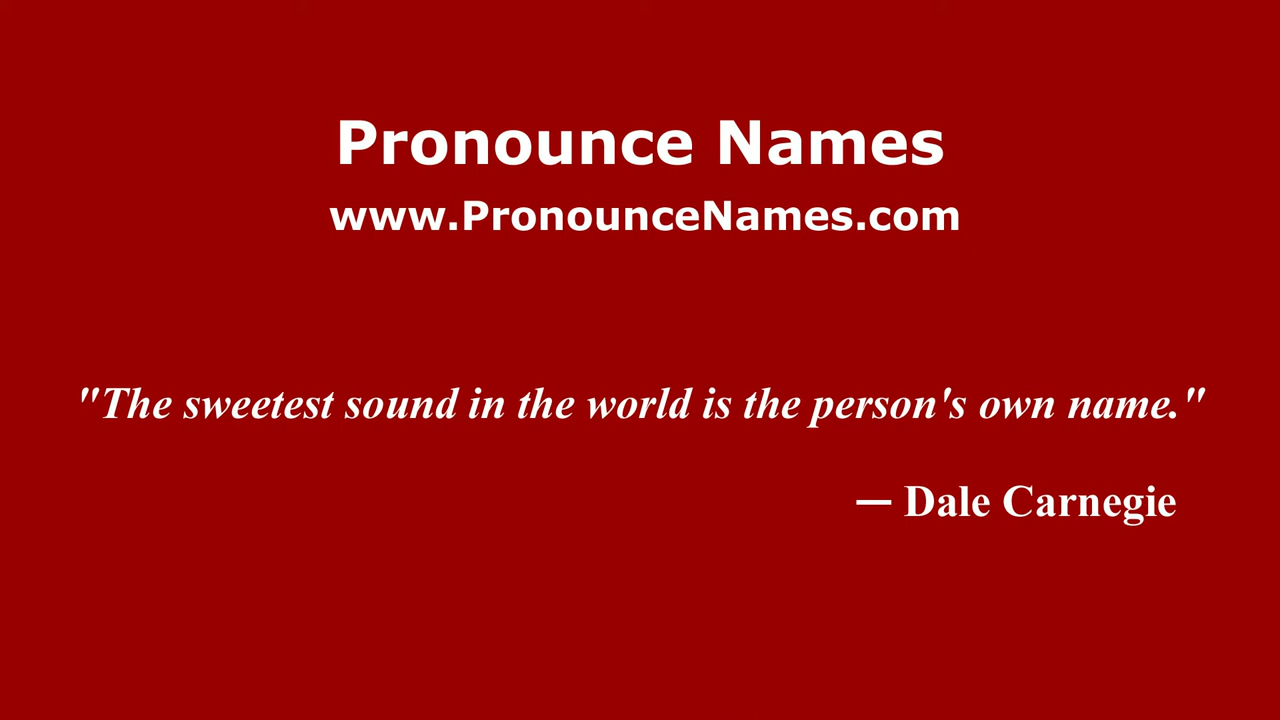 Pronounce Names
www.PronounceNames.com
"The sweetest sound in the world is the person's own name."
— Dale Carnegie